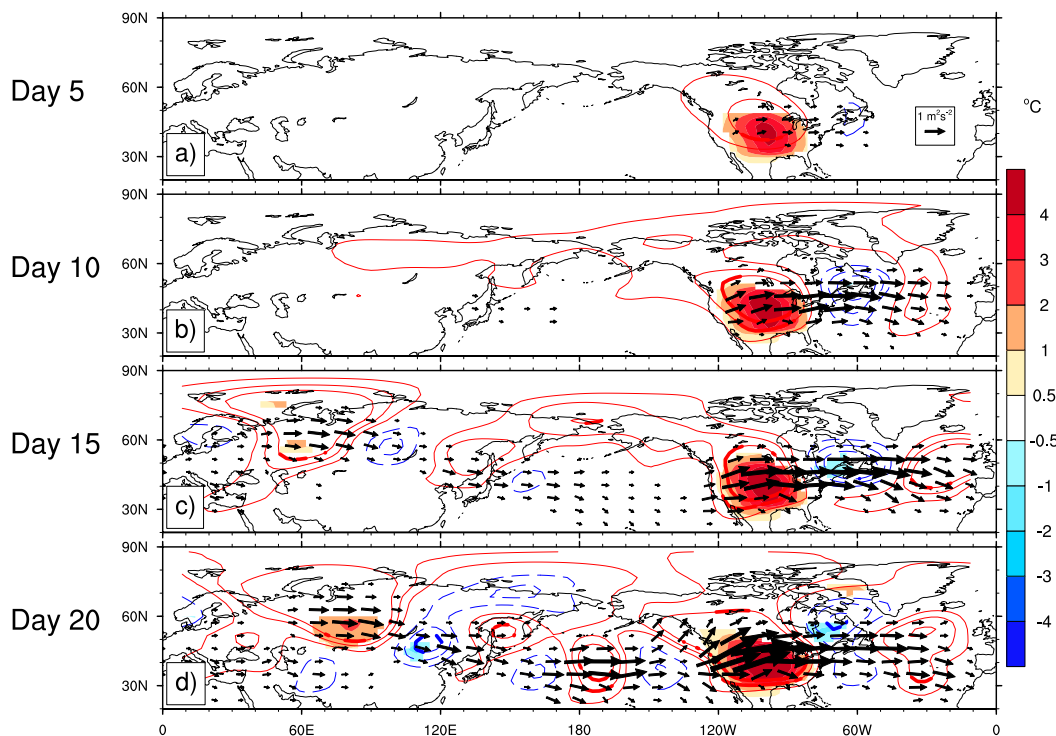 90N
Day 5
60N
30N
a)
1 m²s⁻²
°C
90N
Day 10
60N
30N
b)
4
3
2
1
0.5
-0.5
-1
-2
-3
-4
90N
Day 15
60N
30N
c)
90N
Day 20
60N
30N
d)
0 60E 120E 180 120W 60W 0